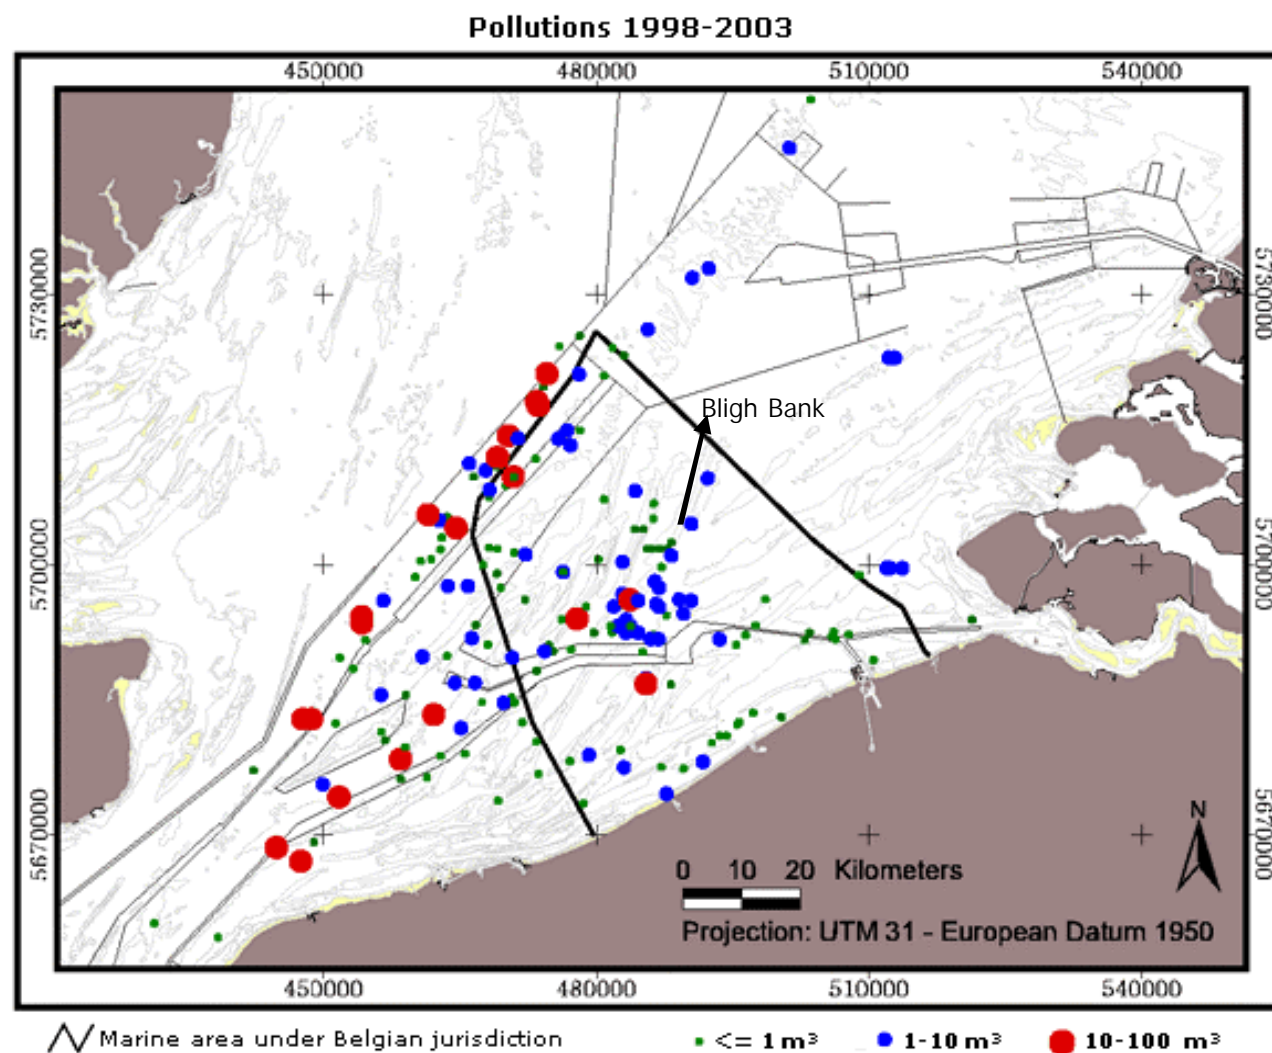 Pollutions 1998-2003
450000 480000 510000 540000
5730000 5730000
Bligh Bank
5700000 5700000
5670000 5670000
N
0 10 20 Kilometers
Projection: UTM 31 - European Datum 1950
450000 480000 510000 540000
Marine area under Belgian jurisdiction <= 1 m³ 1-10 m³ 10-100 m³